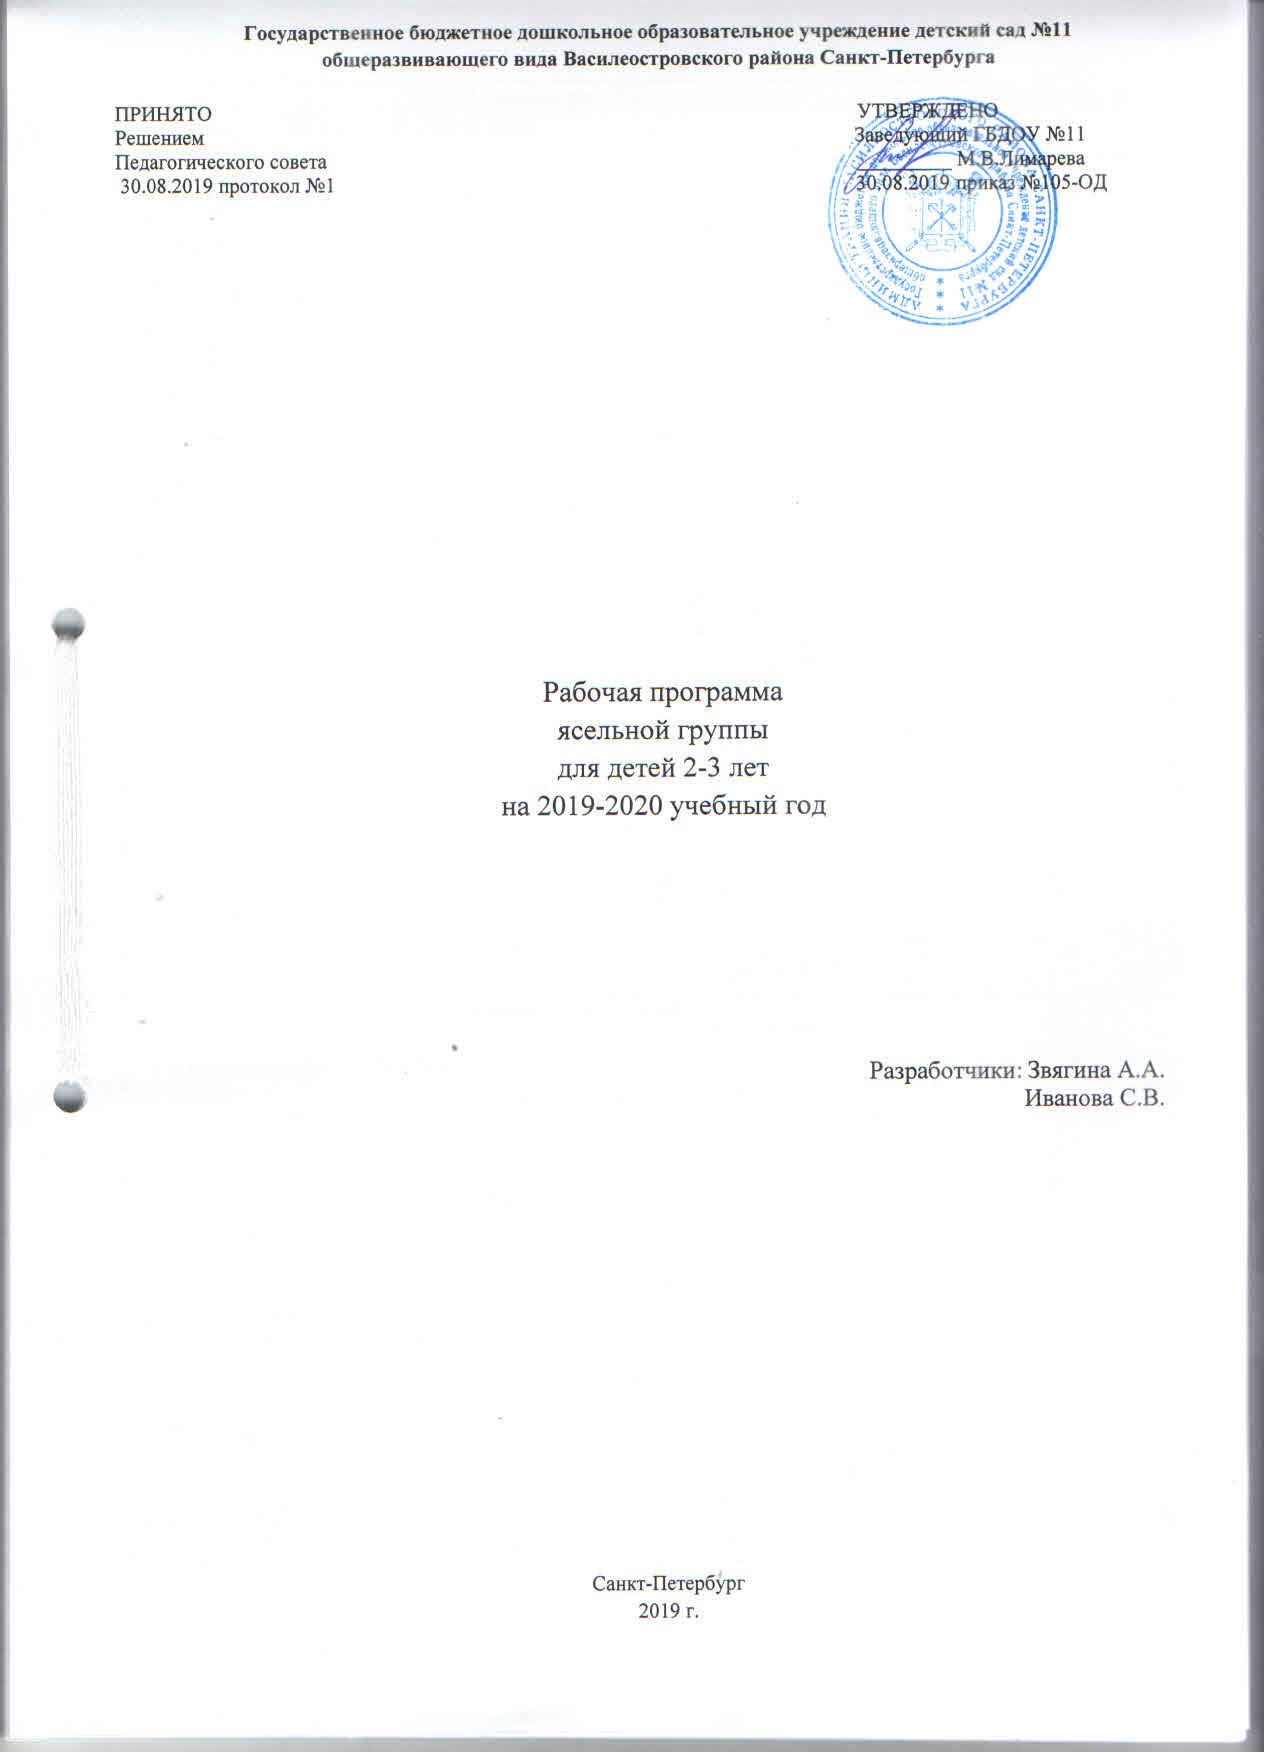 Государственное бюджетное дошкольное образовательное учреждение детский сад №11
общеразвивающего вида Василеостровского района Санкт-Петербурга
ПРИНЯТО
Решением
Педагогического совета
30.08.2019 протокол №1
УТВЕРЖДЕНО
Заведующий ГБДОУ №11
М.В.Лимарева
30.08.2019 приказ №105-ОД
Рабочая программа
ясельной группы
для детей 2-3 лет
на 2019-2020 учебный год
Разработчики: Звягина А.А.
Иванова С.В.
Санкт-Петербург
2019 г.